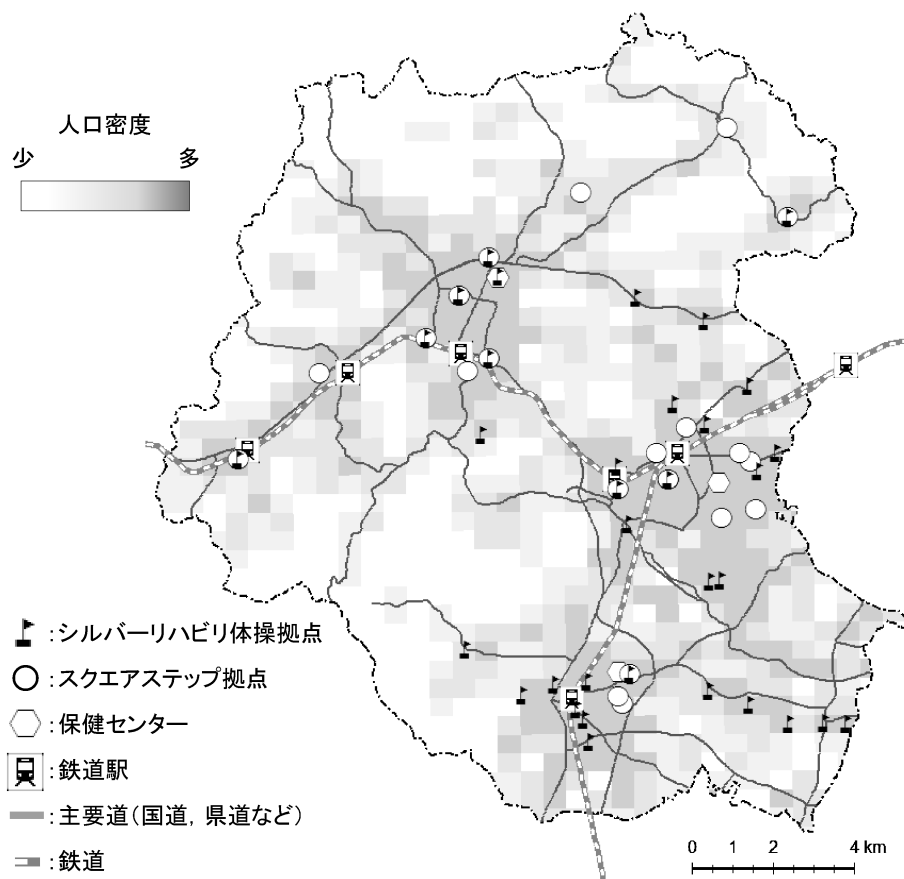 人口密度
少 多
:シルバーリハビリ体操拠点
:スクエアステップ拠点
:保健センター
:鉄道駅
:主要道(国道，県道など)
:鉄道
0 1 2 4 km